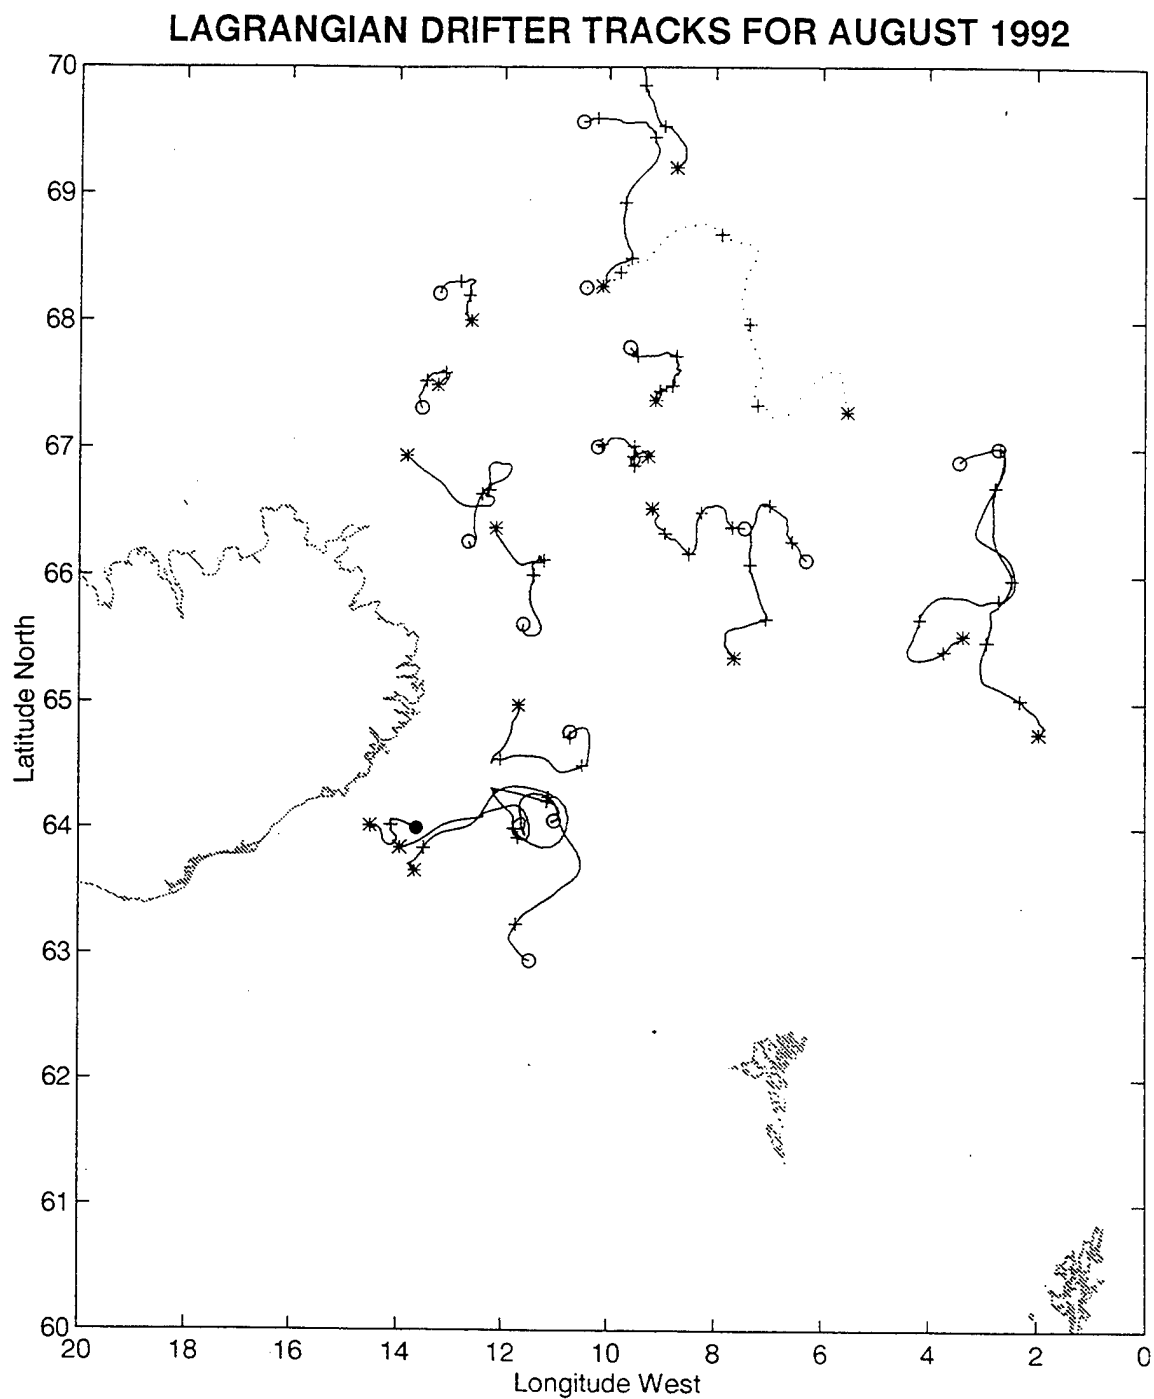 LAGRANGIAN DRIFTER TRACKS FOR AUGUST 1992
70
69
68
67
66
65
64
63
62
61
60
Latitude North
20 18 16 14 12 10 8 6 4 2 0
Longitude West